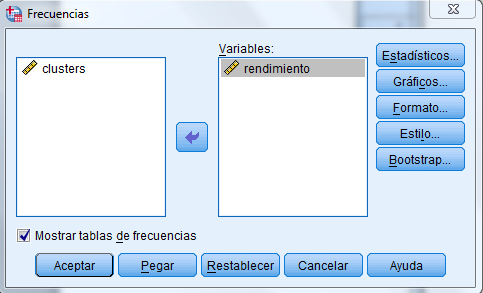 Frecuencias
Variables:
clusters
rendimiento
Estadísticos...
Gráficos...
Formato...
Estilo...
Bootstrap...
Mostrar tablas de frecuencias
Aceptar Pegar Restablecer Cancelar Ayuda